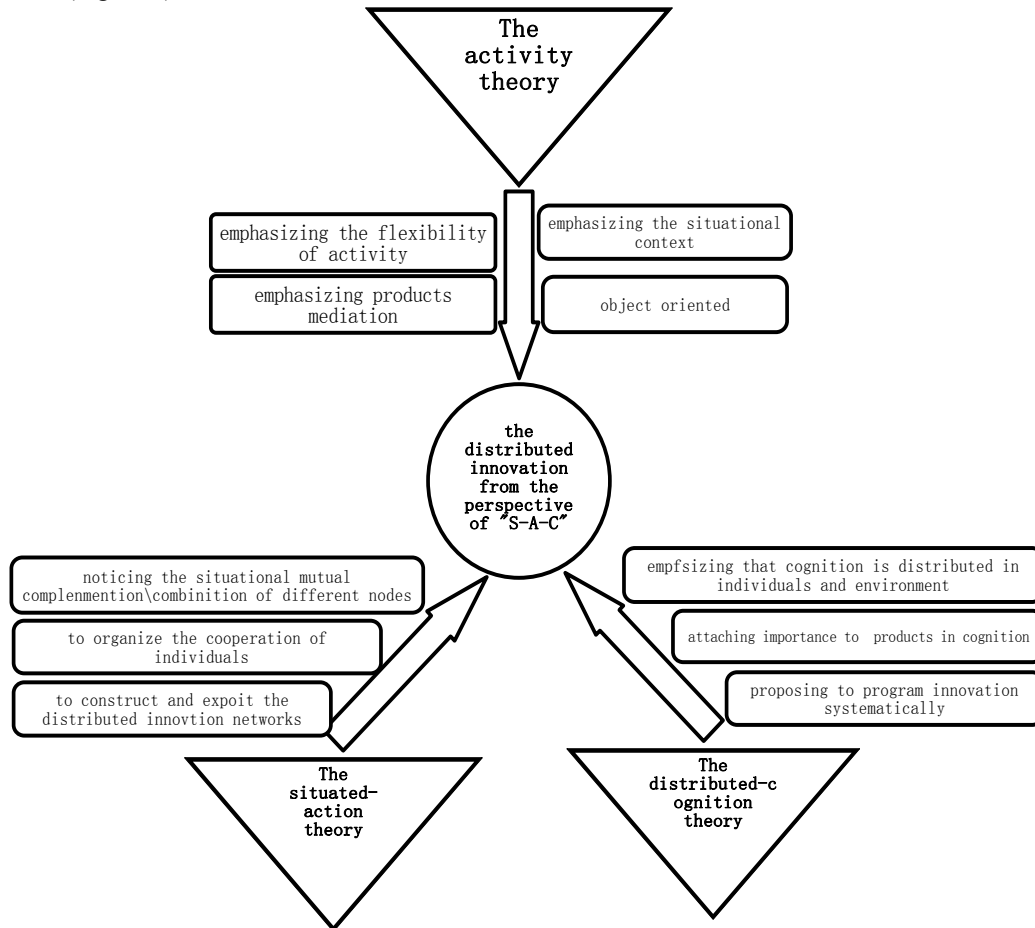 The
activity
theory
emphasizing the flexibility
of activity
emphasizing the situational
context
emphasizing products
mediation
object oriented
the
distributed
innovation
from the
perspective
of "S-A-C"
noticing the situational mutual
complenmention\combinition of different nodes
to organize the cooperation of
individuals
to construct and expoit the
distributed innovtion networks
empfsizing that cognition is distributed in
individuals and environment
attaching importance to products in cognition
proposing to program innovation
systematically
The
situated-
action
theory
The
distributed-c
ognition
theory